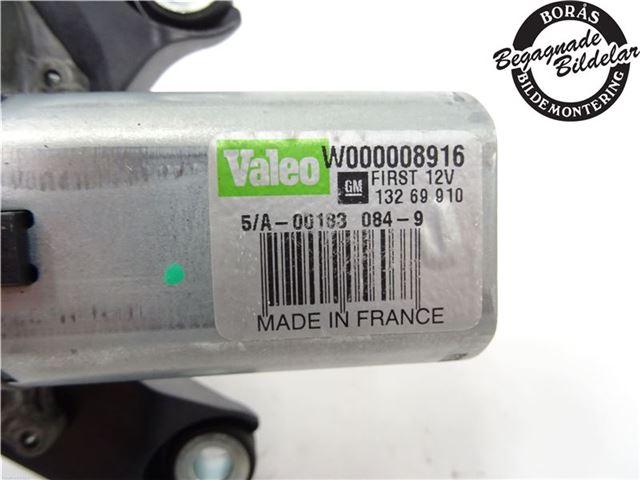 BORÅS
Begagnade
Bildelar
BILDEMONTERING
Valeo
W000008916
GM
FIRST 12V
132 69 910
5/A-00183 084-9
MADE IN FRANCE